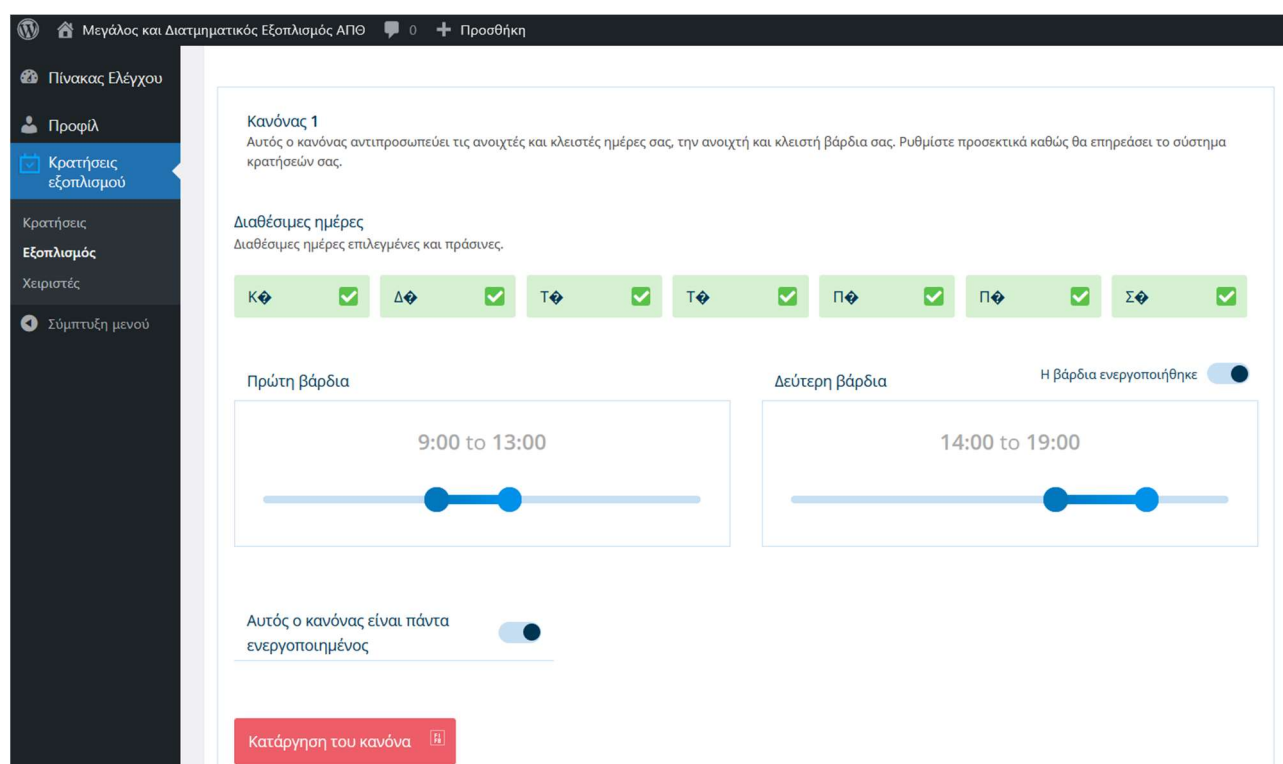 Μεγάλος και Διατμηματικός Εξοπλισμός ΑΠΘ 0 + Προσθήκη
Πίνακας Ελέγχου
Προφίλ
Κρατήσεις
εξοπλισμού
Κρατήσεις
Εξοπλισμός
Χειριστές
Σύμπτυξη μενού
Κανόνας 1
Αυτός ο κανόνας αντιπροσωπεύει τις ανοιχτές και κλειστές ημέρες σας, την ανοιχτή και κλειστή βάρδια σας. Ρυθμίστε προσεκτικά καθώς θα επηρεάσει το σύστημα
κρατήσεών σας.
Διαθέσιμες ημέρες
Διαθέσιμες ημέρες επιλεγμένες και πράσινες.
Κ� Δ� Τ� Τ� Π� Π� Σ�
Πρώτη βάρδια
9:00 to 13:00
Δεύτερη βάρδια Η βάρδια ενεργοποιήθηκε
14:00 to 19:00
Αυτός ο κανόνας είναι πάντα
ενεργοποιημένος
Κατάργηση του κανόνα